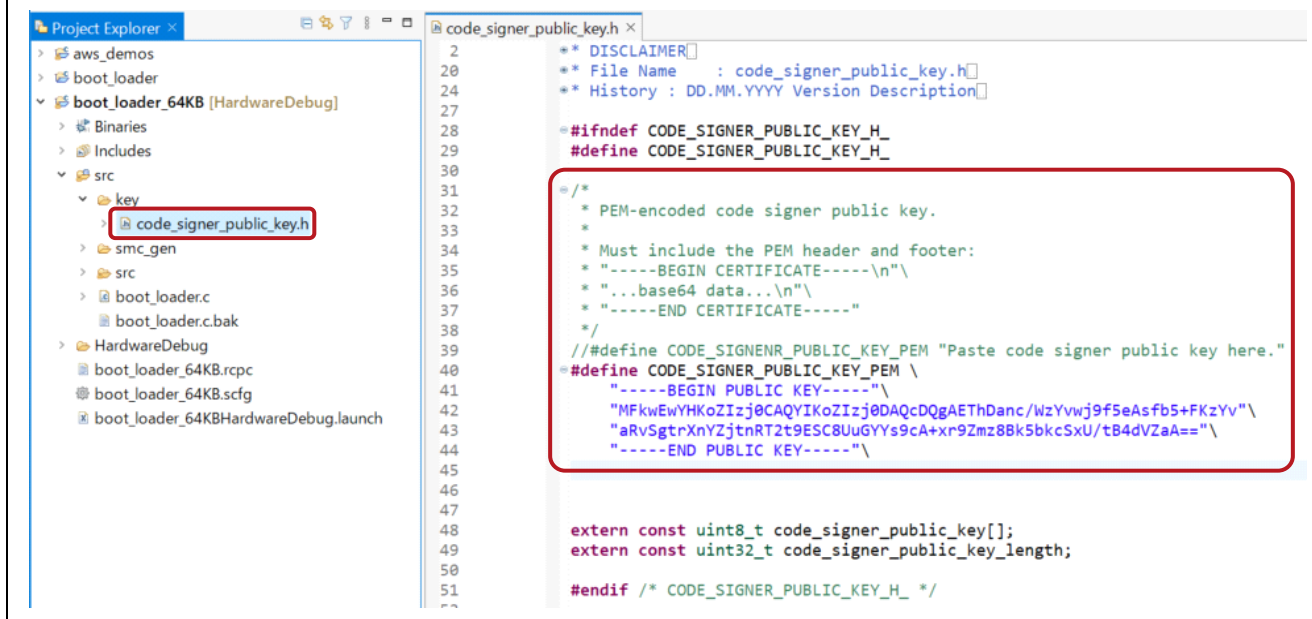 Project Explorer
aws_demos
boot_loader
boot_loader_64KB [HardwareDebug]
Binaries
Includes
src
key
code_signer_public_key.h
smc_gen
src
boot_loader.c
boot_loader.c.bak
HardwareDebug
boot_loader_64KB.rcpc
boot_loader_64KB.scfg
boot_loader_64KBHardwareDebug.launch
code_signer_public_key.h
2 * DISCLAIMER
20 * File Name : code_signer_public_key.h
24 * History : DD.MM.YYYY Version Description
27
28 #ifndef CODE_SIGNER_PUBLIC_KEY_H_
29 #define CODE_SIGNER_PUBLIC_KEY_H_
30
31 /*
32 * PEM-encoded code signer public key.
33 *
34 * Must include the PEM header and footer:
35 * "-----BEGIN CERTIFICATE-----\n"\
36 * "...base64 data...\n"\
37 * "-----END CERTIFICATE-----"
38 */
39 //#define CODE_SIGNENR_PUBLIC_KEY_PEM "Paste code signer public key here."
40 #define CODE_SIGNER_PUBLIC_KEY_PEM \
41 "-----BEGIN PUBLIC KEY-----"\
42 "MFkwEwYHKoZIzj0CAQYIKoZIzj0DAQcDQgAEThDanc/WzYvwj9f5eAsfb5+FKzYv"\
43 "aRvSgtrXnYZjtnRT2t9ESC8UuGYYs9cA+xr9Zmz8Bk5bkcSxU/tB4dVZaA=="\
44 "-----END PUBLIC KEY-----"\
45
46
47
48 extern const uint8_t code_signer_public_key[];
49 extern const uint32_t code_signer_public_key_length;
50
51 #endif /* CODE_SIGNER_PUBLIC_KEY_H_ */